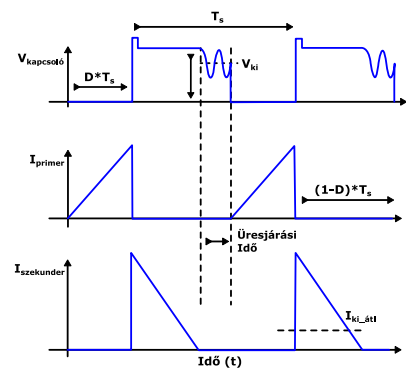 Ts
Vkapcsoló
D*Ts
Vki
Iprimer
(1-D)*Ts
Üresjárási
Idő
Iszekunder
Iki_átl
Idő (t)